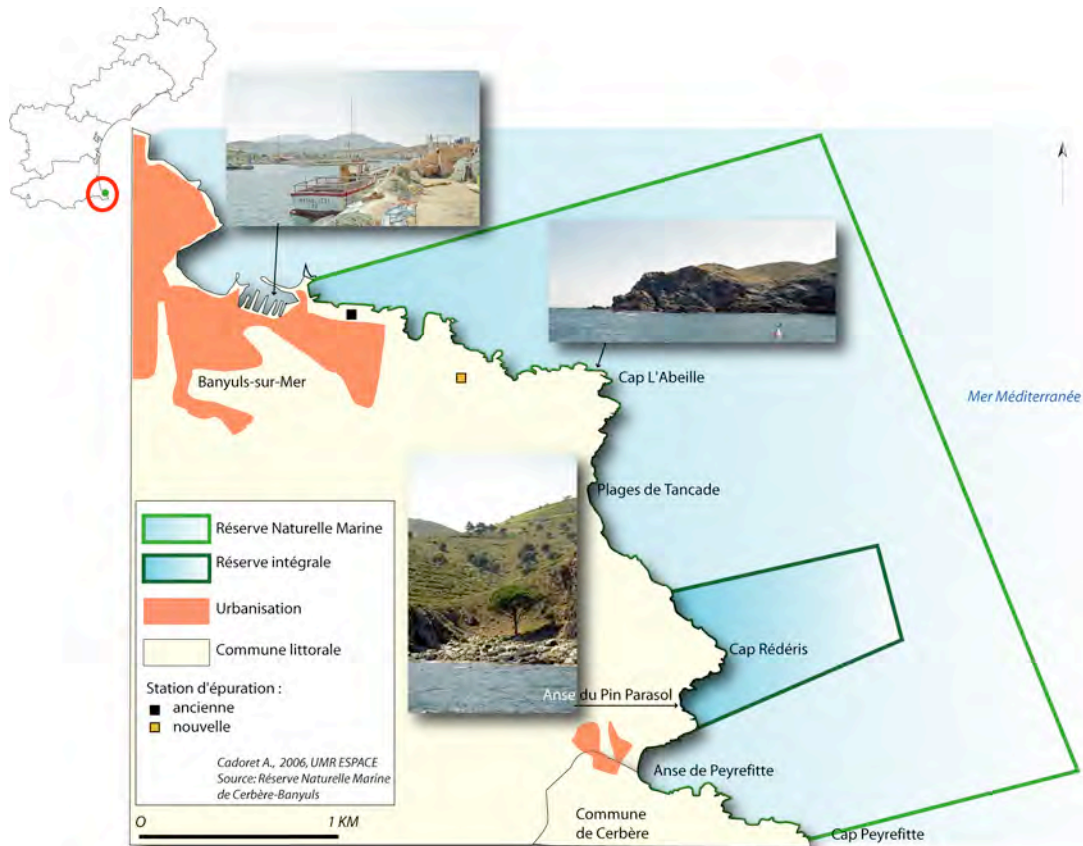 Banyuls-sur-Mer
Cap L'Abeille
Mer Méditerranée
Plages de Tancade
Cap Rédéris
Anse du Pin Parasol
Anse de Peyrefitte
Commune
de Cerbère
Cap Peyrefitte
Réserve Naturelle Marine
Réserve intégrale
Urbanisation
Commune littorale
Station d'épuration :
ancienne
nouvelle
Cadoret A., 2006, UMR ESPACE
Source: Réserve Naturelle Marine
de Cerbère-Banyuls
O 1 KM